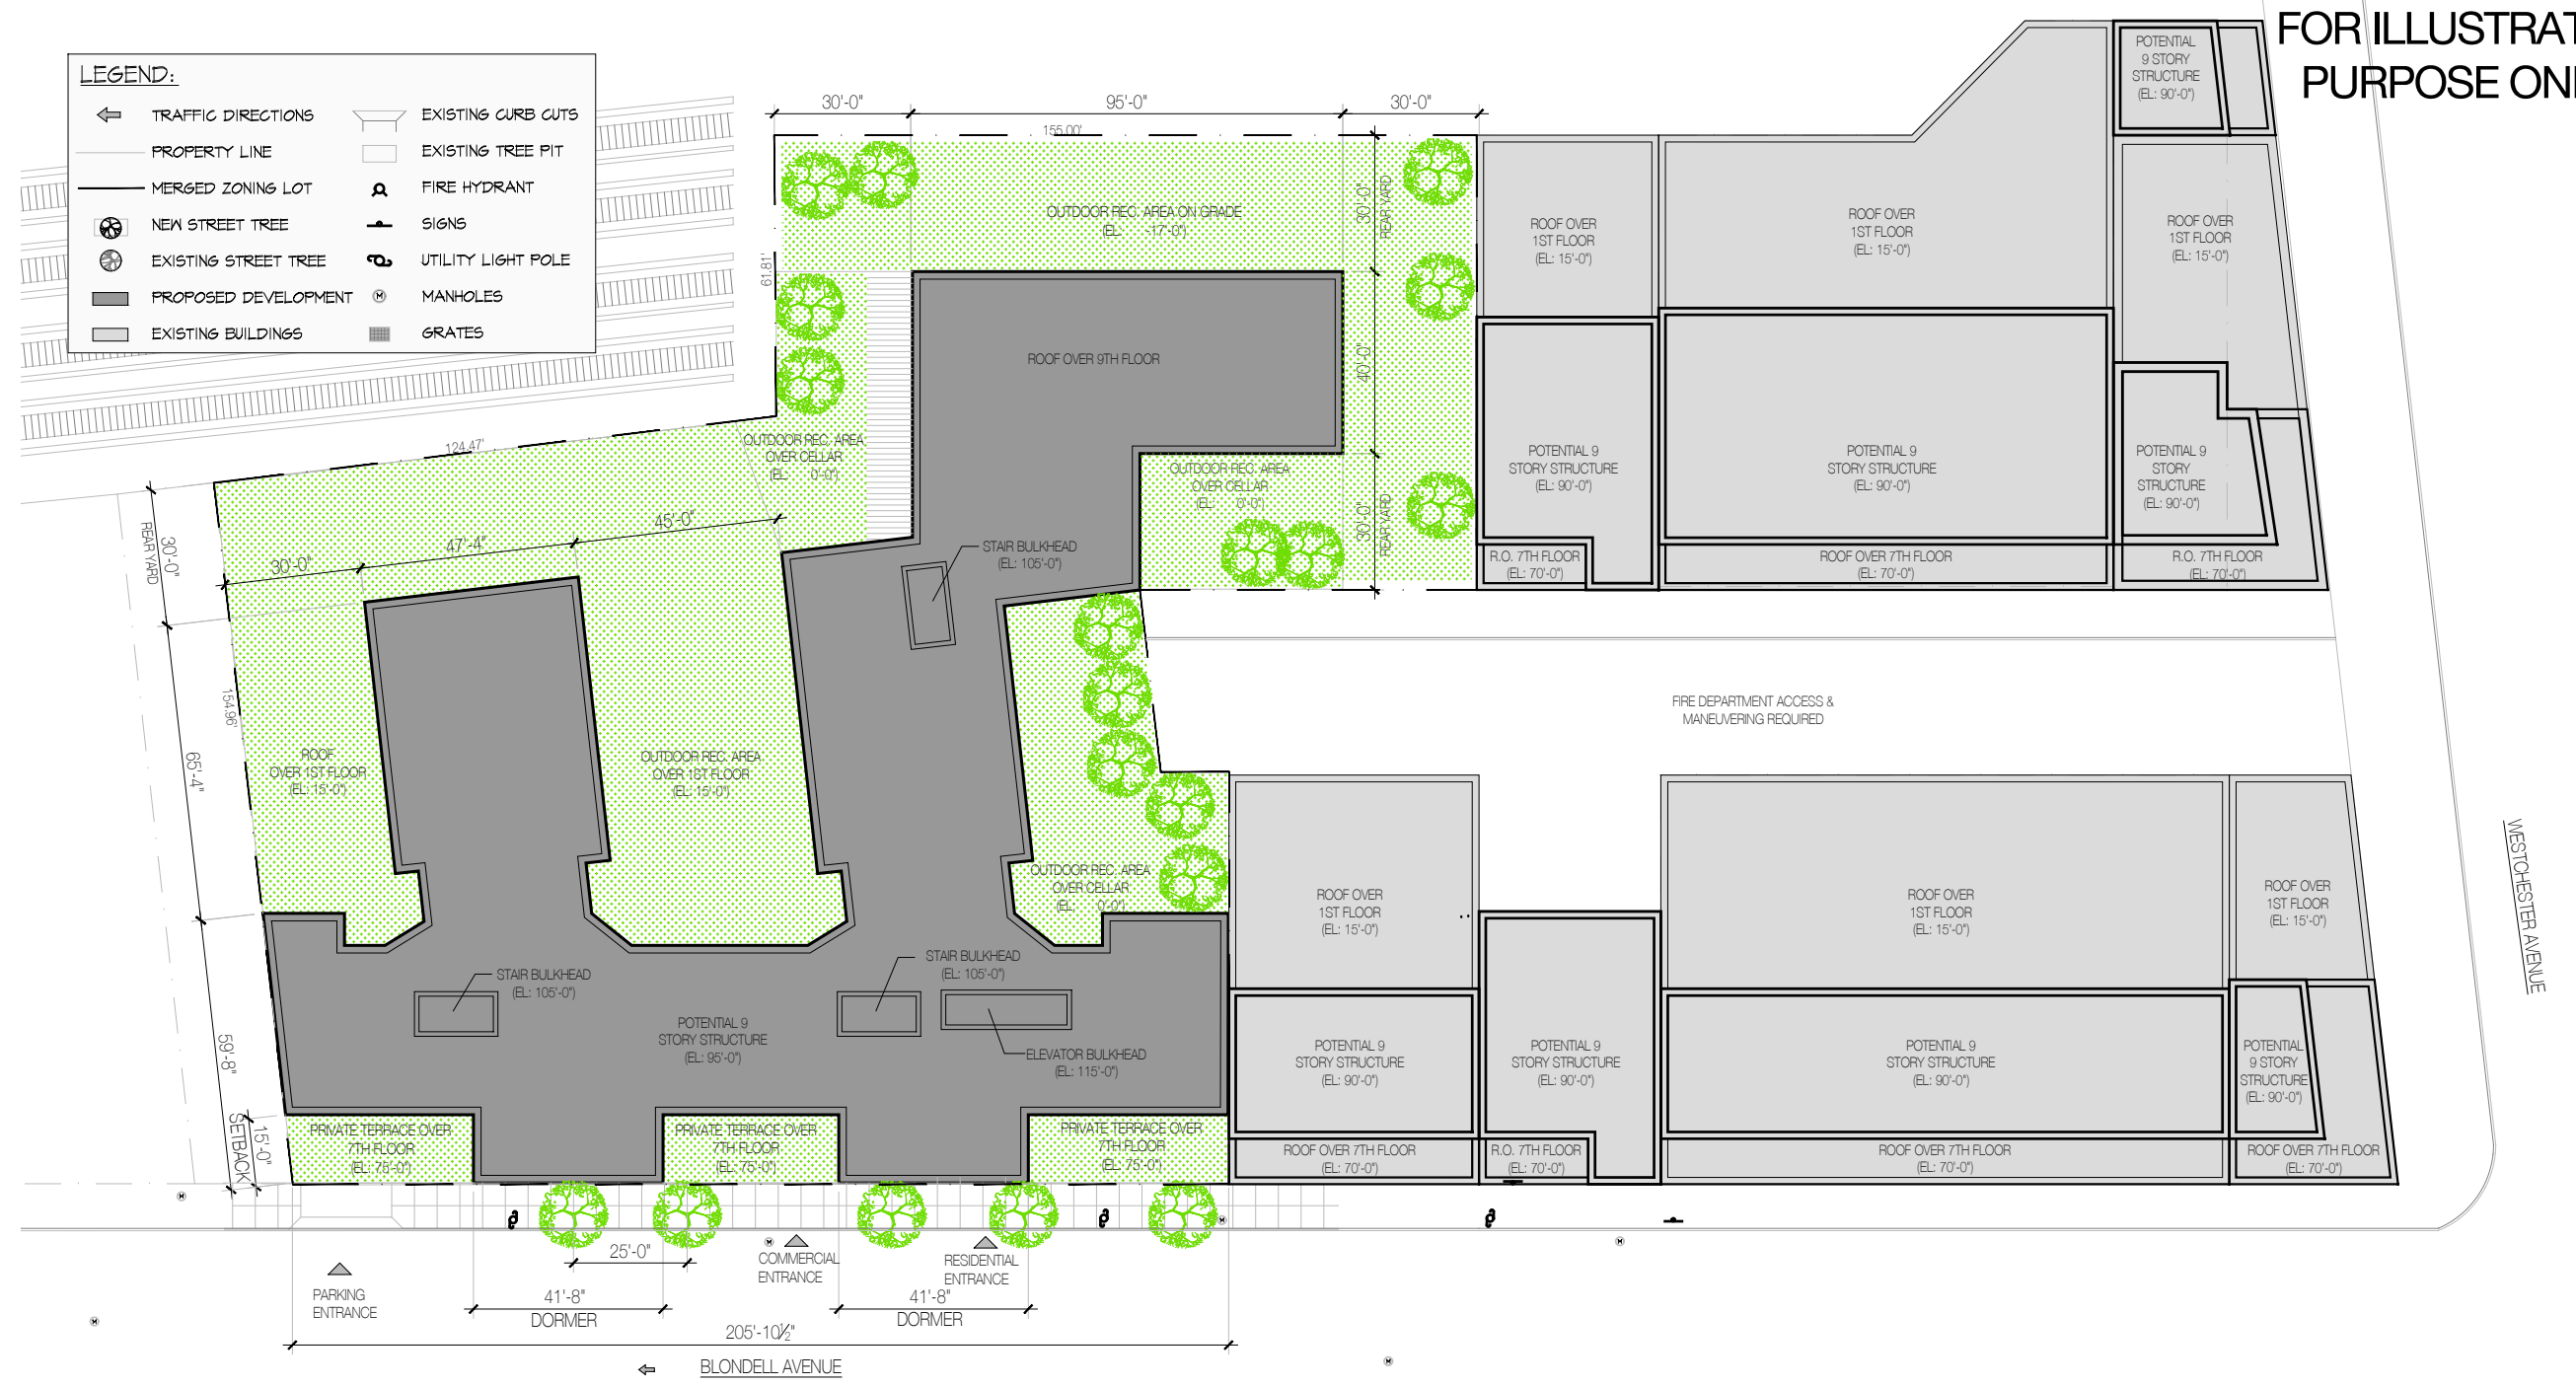 FOR ILLUSTRAT
PURPOSE ONL
LEGEND:
TRAFFIC DIRECTIONS
PROPERTY LINE
MERGED ZONING LOT
NEW STREET TREE
EXISTING STREET TREE
PROPOSED DEVELOPMENT
EXISTING BUILDINGS
EXISTING CURB CUTS
EXISTING TREE PIT
FIRE HYDRANT
SIGNS
UTILITY LIGHT POLE
MANHOLES
GRATES
30'-0"
95'-0"
30'-0"
155.00'
61.81'
OUTDOOR REC. AREA ON GRADE
(EL: -17'-0")
30'-0"
REAR YARD
40'-0"
30'-0"
REAR YARD
ROOF OVER 9TH FLOOR
OUTDOOR REC. AREA
OVER CELLAR
(EL: 0'-0")
OUTDOOR REC. AREA
OVER CELLAR
(EL: 0'-0")
124.47'
30'-0"
47'-4"
45'-0"
30'-0"
REAR YARD
154.96'
65'-4"
59'-8"
15'-0"
SETBACK
STAIR BULKHEAD
(EL: 105'-0")
ROOF
OVER 1ST FLOOR
(EL: 15'-0")
OUTDOOR REC. AREA
OVER 1ST FLOOR
(EL: 15'-0")
OUTDOOR REC. AREA
OVER CELLAR
(EL: 0'-0")
STAIR BULKHEAD
(EL: 105'-0")
STAIR BULKHEAD
(EL: 105'-0")
POTENTIAL 9
STORY STRUCTURE
(EL: 95'-0")
ELEVATOR BULKHEAD
(EL: 115'-0")
PRIVATE TERRACE OVER
7TH FLOOR
(EL: 75'-0")
PRIVATE TERRACE OVER
7TH FLOOR
(EL: 75'-0")
PRIVATE TERRACE OVER
7TH FLOOR
(EL: 75'-0")
POTENTIAL
9 STORY
STRUCTURE
(EL: 90'-0")
ROOF OVER
1ST FLOOR
(EL: 15'-0")
ROOF OVER
1ST FLOOR
(EL: 15'-0")
ROOF OVER
1ST FLOOR
(EL: 15'-0")
POTENTIAL 9
STORY STRUCTURE
(EL: 90'-0")
POTENTIAL 9
STORY STRUCTURE
(EL: 90'-0")
POTENTIAL 9
STORY
STRUCTURE
(EL: 90'-0")
R.O. 7TH FLOOR
(EL: 70'-0")
ROOF OVER 7TH FLOOR
(EL: 70'-0")
R.O. 7TH FLOOR
(EL: 70'-0")
FIRE DEPARTMENT ACCESS &
MANEUVERING REQUIRED
ROOF OVER
1ST FLOOR
(EL: 15'-0")
ROOF OVER
1ST FLOOR
(EL: 15'-0")
ROOF OVER
1ST FLOOR
(EL: 15'-0")
POTENTIAL 9
STORY STRUCTURE
(EL: 90'-0")
POTENTIAL 9
STORY STRUCTURE
(EL: 90'-0")
POTENTIAL 9
STORY STRUCTURE
(EL: 90'-0")
POTENTIAL
9 STORY
STRUCTURE
(EL: 90'-0")
ROOF OVER 7TH FLOOR
(EL: 70'-0")
R.O. 7TH FLOOR
(EL: 70'-0")
ROOF OVER 7TH FLOOR
(EL: 70'-0")
ROOF OVER 7TH FLOOR
(EL: 70'-0")
WESTCHESTER AVENUE
25'-0"
COMMERCIAL
ENTRANCE
RESIDENTIAL
ENTRANCE
PARKING
ENTRANCE
41'-8"
DORMER
41'-8"
DORMER
205'-10½"
BLONDELL AVENUE